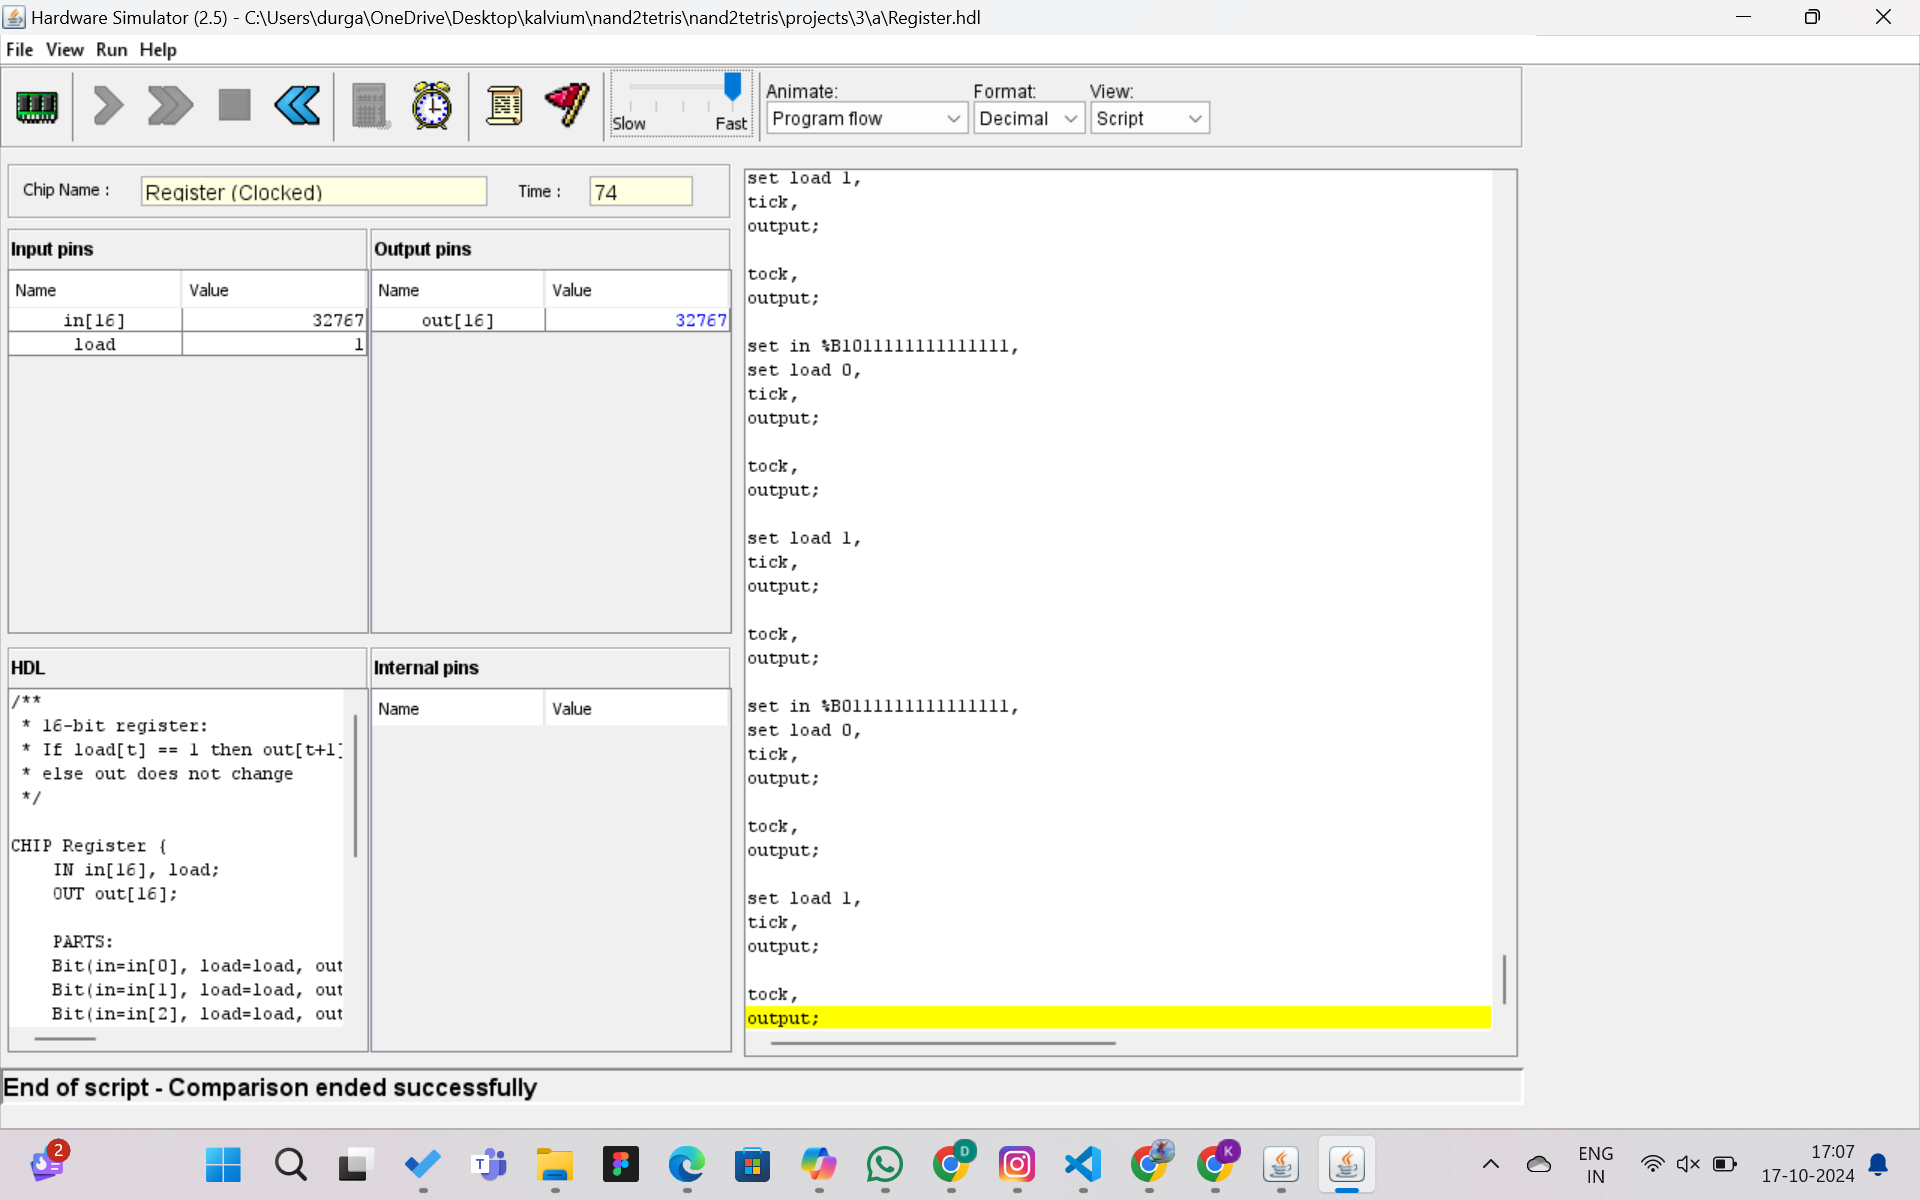 Hardware Simulator (2.5) - C:\Users\durga\OneDrive\Desktop\kalvium\nand2tetris\nand2tetris\projects\3\a\Register.hdl
File View Run Help
Slow Fast
Animate: Format: View:
Program flow Decimal Script
Chip Name : Register (Clocked) Time : 74
Input pins
Name Value
in[16] 32767
load 1
Output pins
Name Value
out[16] 32767
HDL
/**
* 16-bit register:
* If load[t] == 1 then out[t+1]
* else out does not change
*/
CHIP Register {
IN in[16], load;
OUT out[16];
PARTS:
Bit(in=in[0], load=load, out
Bit(in=in[1], load=load, out
Bit(in=in[2], load=load, out
Internal pins
Name Value
set load 1,
tick,
output;
tock,
output;
set in %B1011111111111111,
set load 0,
tick,
output;
tock,
output;
set load 1,
tick,
output;
tock,
output;
set in %B0111111111111111,
set load 0,
tick,
output;
tock,
output;
set load 1,
tick,
output;
tock,
output;
End of script - Comparison ended successfully
2
D
K
ENG
IN
17:07
17-10-2024